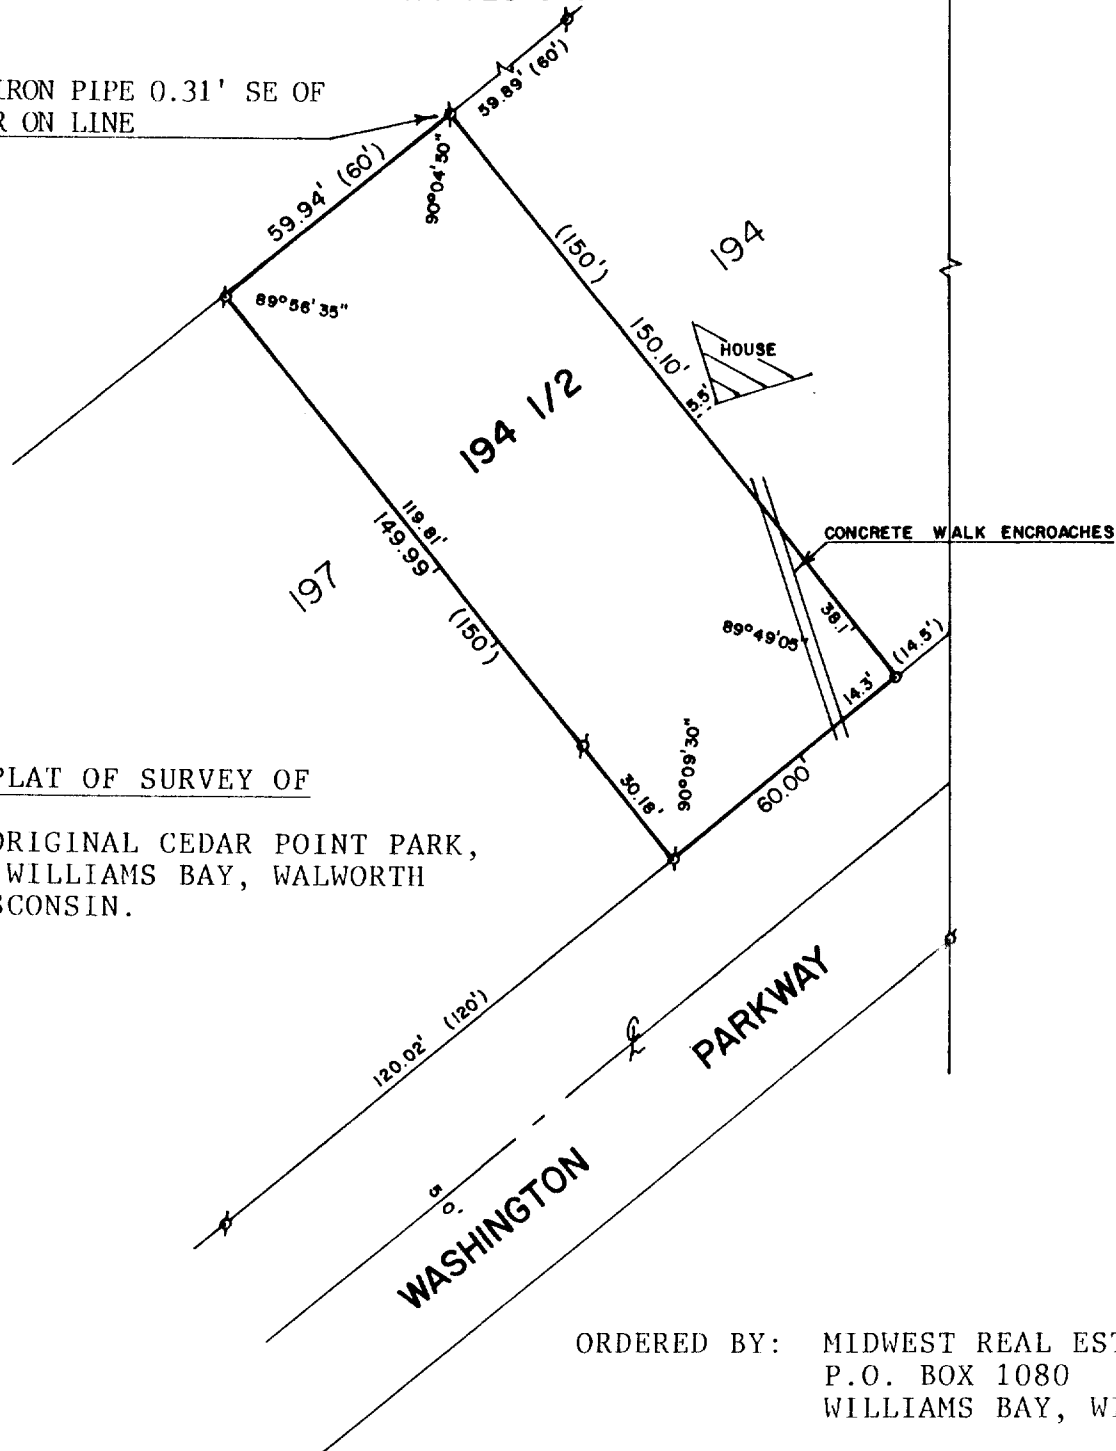 IRON PIPE 0.31' SE OF
ON LINE
59.89' (60')
59.94' (60')
90°04'50"
89°56'35"
(150')
150.10'
194
HOUSE
5.5'
194 1/2
119.81'
149.99'
(150')
197
CONCRETE WALK ENCROACHES
38.1'
89°49'05"
(14.5')
14.3'
60.00'
90°09'30"
30.18'
PLAT OF SURVEY OF
ORIGINAL CEDAR POINT PARK,
WILLIAMS BAY, WALWORTH
120.02' (120')
℄
50'
WASHINGTON PARKWAY
ORDERED BY: MIDWEST REAL
P.O. BOX 1080
WILLIAMS BAY,